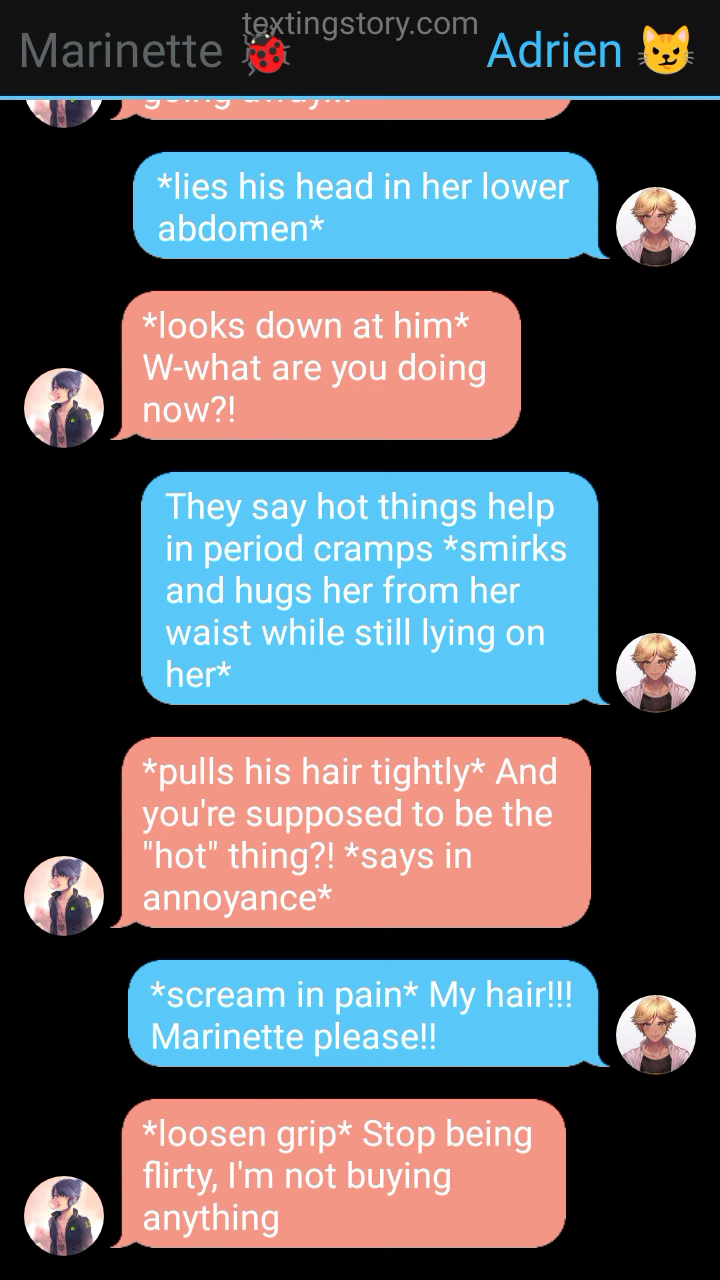 textingstory.com
Marinette 🐞
Adrien 😼
*lies his head in her lower
abdomen*
*looks down at him*
W-what are you doing
now?!
They say hot things help
in period cramps *smirks
and hugs her from her
waist while still lying on
her*
*pulls his hair tightly* And
you're supposed to be the
"hot" thing?! *says in
annoyance*
*scream in pain* My hair!!!
Marinette please!!
*loosen grip* Stop being
flirty, I'm not buying
anything